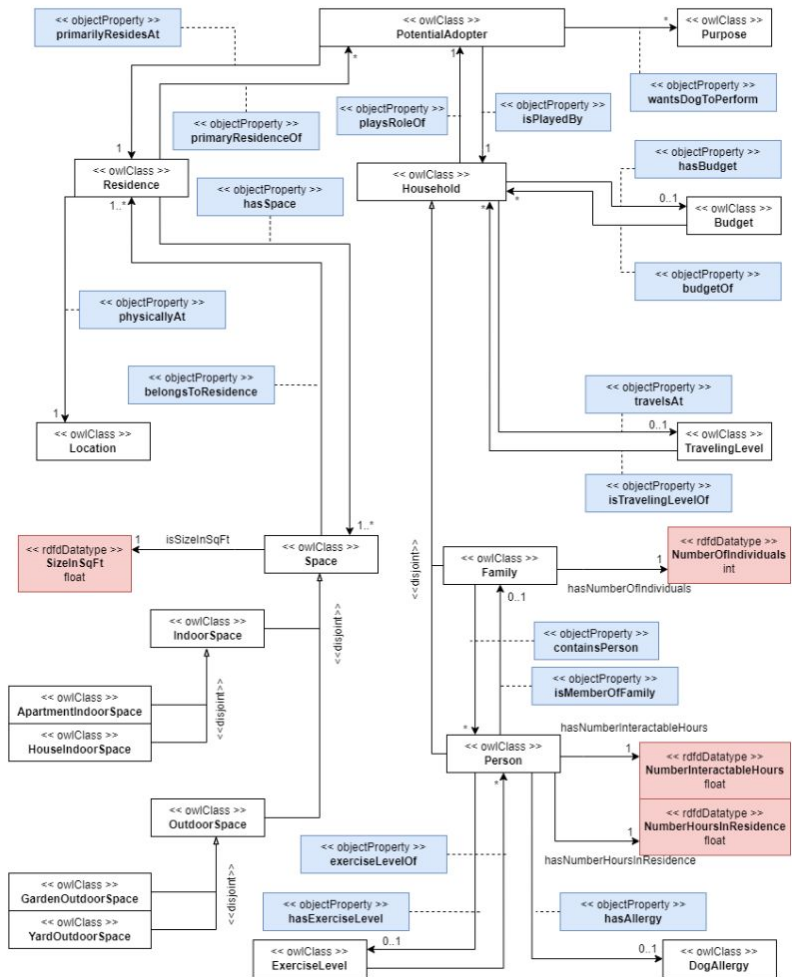 << objectProperty >>
primarilyResidesAt
<< owlClass >>
PotentialAdopter
*
<< owlClass >>
Purpose
*
1
<< objectProperty >>
wantsDogToPerform
<< objectProperty >>
primaryResidenceOf
<< objectProperty >>
playsRoleOf
<< objectProperty >>
isPlayedBy
1
1
<< owlClass >>
Residence
1..*
<< objectProperty >>
hasSpace
<< owlClass >>
Household
*
*
<< objectProperty >>
hasBudget
0..1
<< owlClass >>
Budget
<< objectProperty >>
budgetOf
<< objectProperty >>
physicallyAt
<< objectProperty >>
belongsToResidence
<< objectProperty >>
travelsAt
1
<< owlClass >>
Location
0..1
<< owlClass >>
TravelingLevel
<< objectProperty >>
isTravelingLevelOf
1..*
<< rdfdDatatype >>
SizeInSqFt
float
1
isSizeInSqFt
<< owlClass >>
Space
<<disjoint>>
<< owlClass >>
Family
0..1
1
hasNumberOfIndividuals
<< rdfdDatatype >>
NumberOfIndividuals
int
<< owlClass >>
IndoorSpace
<<disjoint>>
<< objectProperty >>
containsPerson
<< objectProperty >>
isMemberOfFamily
<< owlClass >>
ApartmentIndoorSpace
<< owlClass >>
HouseIndoorSpace
<<disjoint>>
*
<< owlClass >>
Person
*
hasNumberInteractableHours
1
<< rdfdDatatype >>
NumberInteractableHours
float
<< rdfdDatatype >>
NumberHoursInResidence
float
1
hasNumberHoursInResidence
<< owlClass >>
OutdoorSpace
<< objectProperty >>
exerciseLevelOf
<< owlClass >>
GardenOutdoorSpace
<< owlClass >>
YardOutdoorSpace
<<disjoint>>
<< objectProperty >>
hasExerciseLevel
<< objectProperty >>
hasAllergy
0..1
<< owlClass >>
ExerciseLevel
0..1
<< owlClass >>
DogAllergy